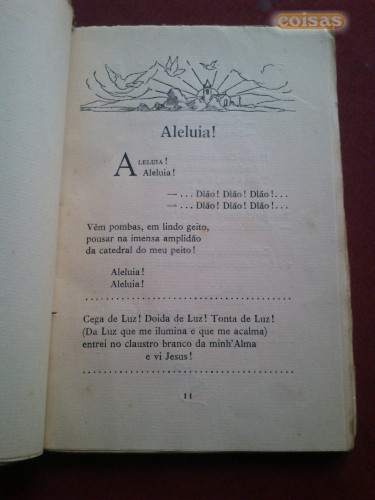 coisas
Aleluia!
ALELUIA!
Aleluia!
—... Dlão! Dlão! Dlão!...
—... Dlão! Dlão! Dlão!...
Vêm pombas, em lindo geito,
pousar na imensa amplidão
da catedral do meu peito!
Aleluia!
Aleluia!
Cega de Luz! Doida de Luz! Tonta de Luz!
(Da Luz que me ilumina e que me acalma)
entrei no claustro branco da minh'Alma
e vi Jesus!
11